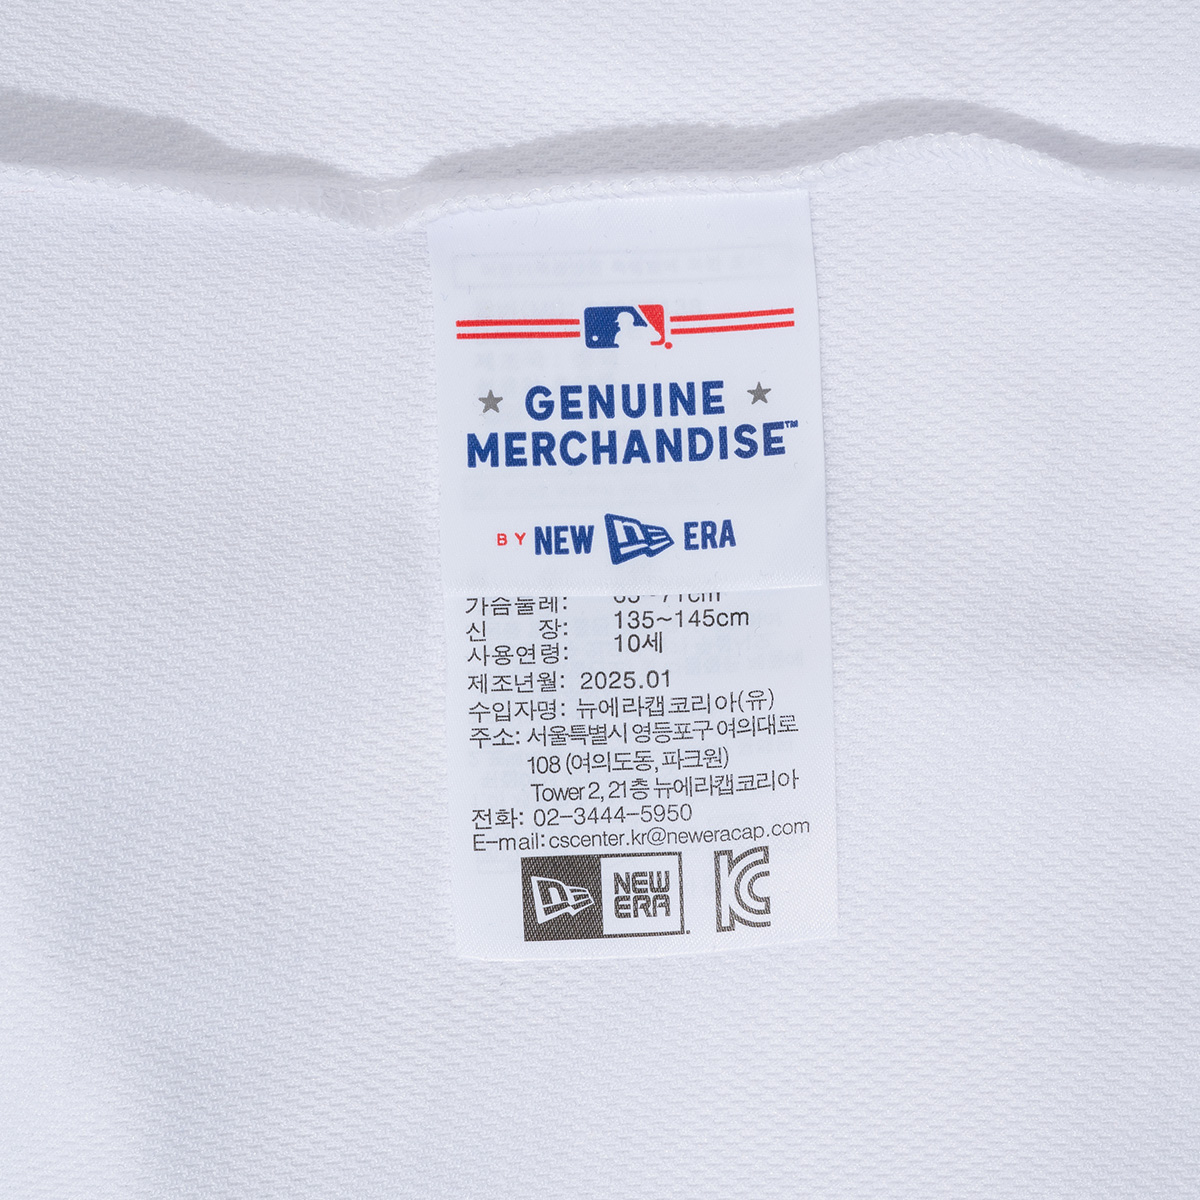 GENUINE
MERCHANDISE™
BY NEW ERA
가슴둘레:
신 장: 135~145cm
사용연령: 10세
제조년월: 2025.01
수입자명: 뉴에라캡코리아(유)
주소: 서울특별시 영등포구 여의대로
108 (여의도동, 파크원)
Tower 2, 21층 뉴에라캡코리아
전화: 02-3444-5950
E-mail: cscenter.kr@neweracap.com
NEW
ERA